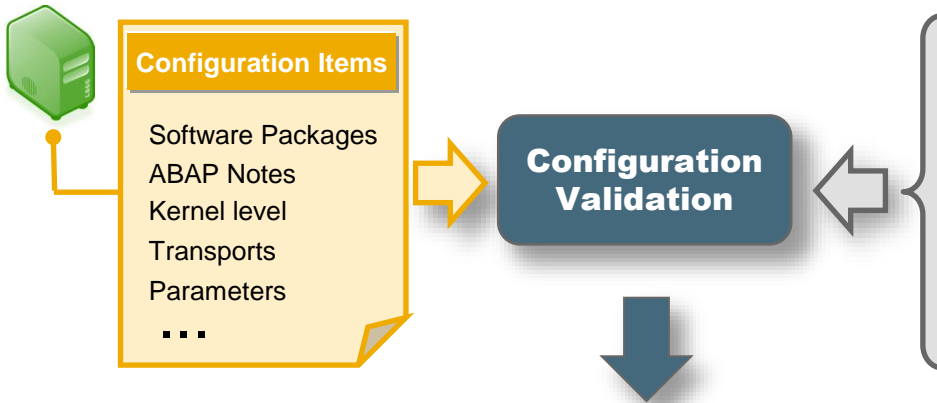 Configuration Items
Software Packages
ABAP Notes
Kernel level
Transports
Parameters
...
Configuration
Validation